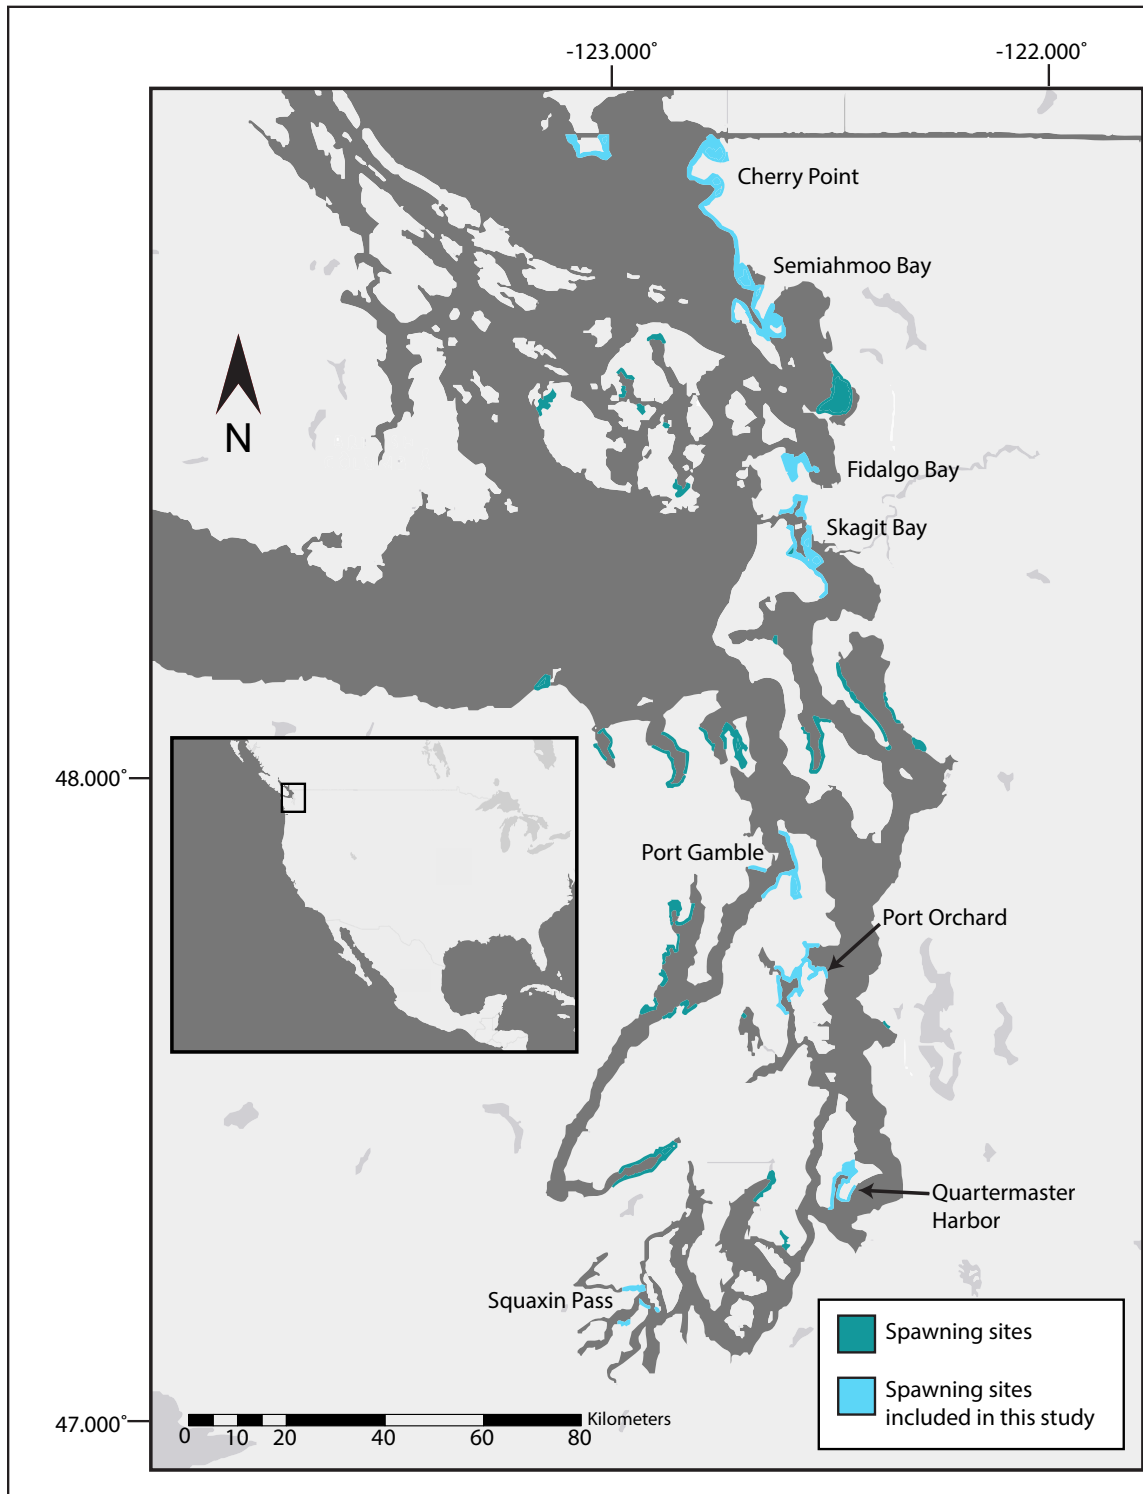 -123.000°
-122.000°
Cherry Point
Semiahmoo Bay
N
Fidalgo Bay
Skagit Bay
48.000°
Port Gamble
Port Orchard
Quartermaster
Harbor
Squaxin Pass
Spawning sites
Spawning sites
included in this study
47.000°
Kilometers
0 10 20 40 60 80